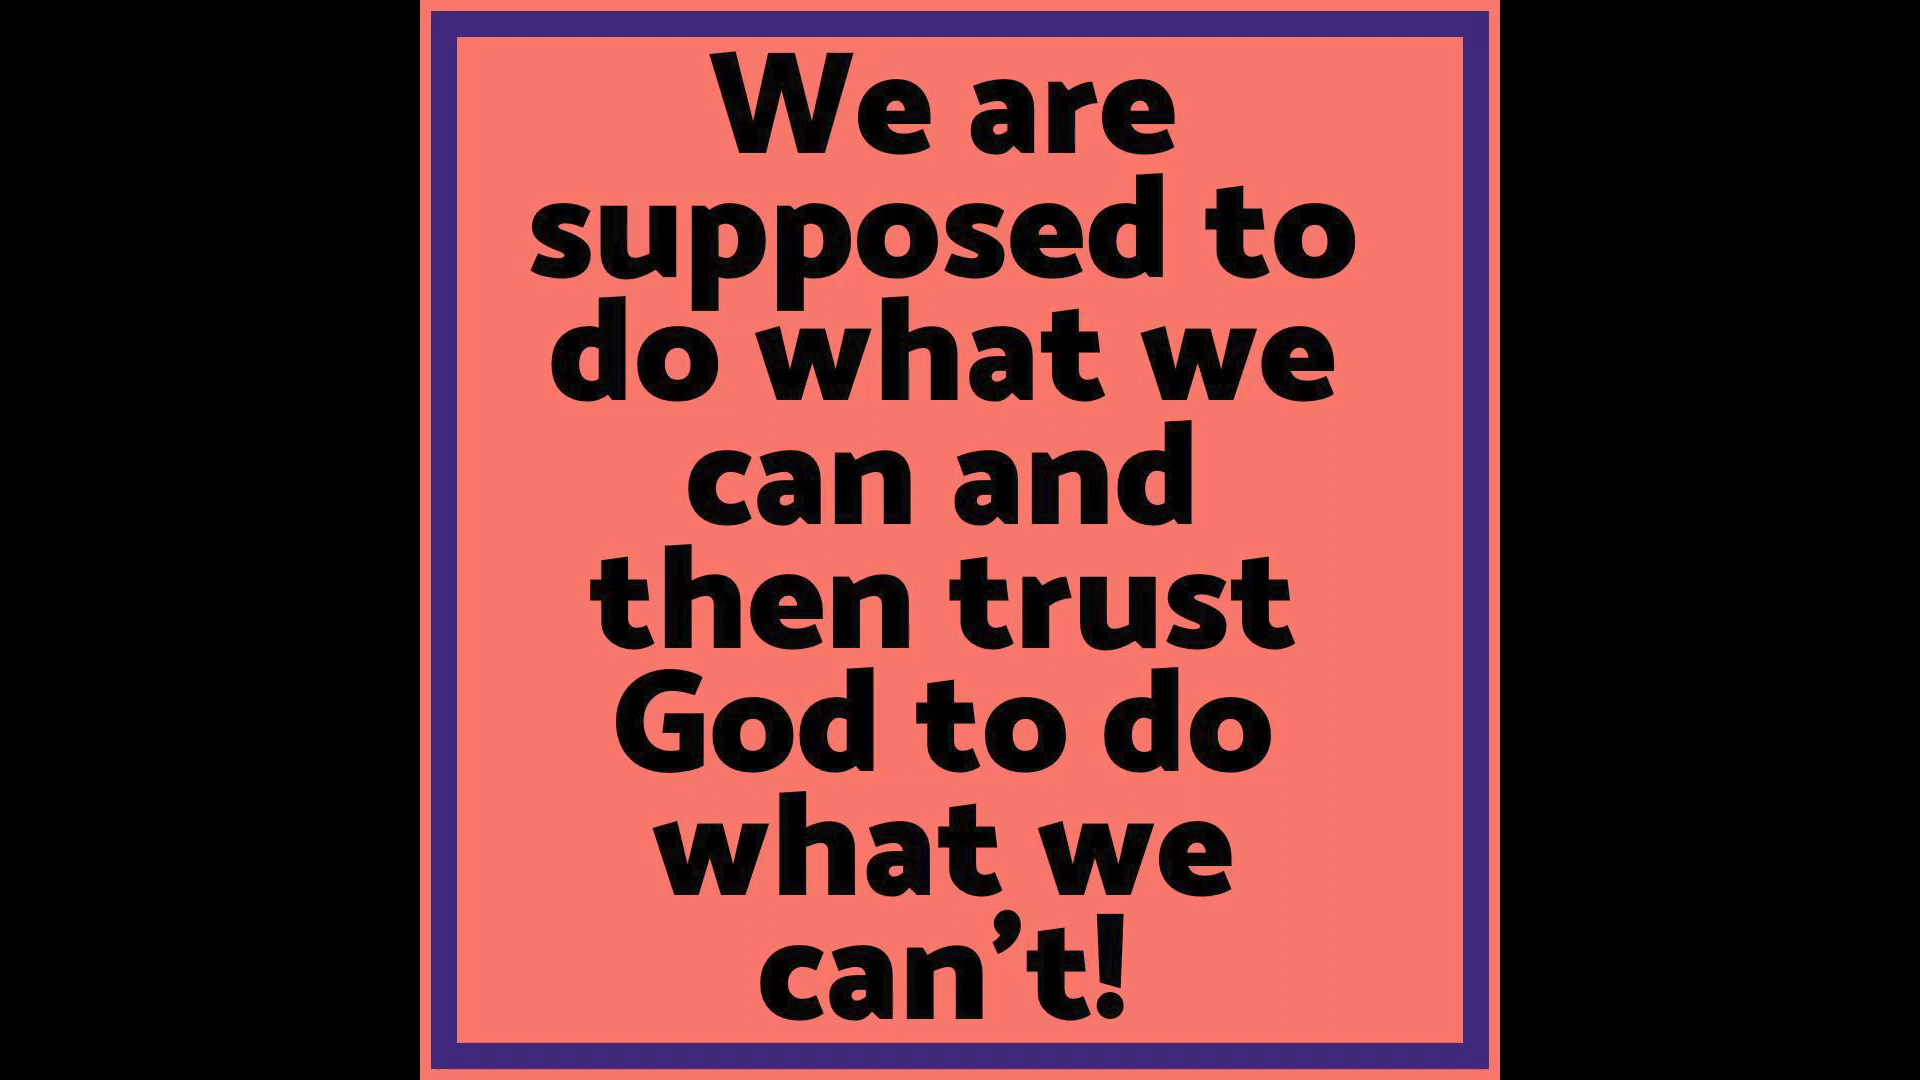 We are
supposed to
do what we
can and
then trust
God to do
what we
can’t!